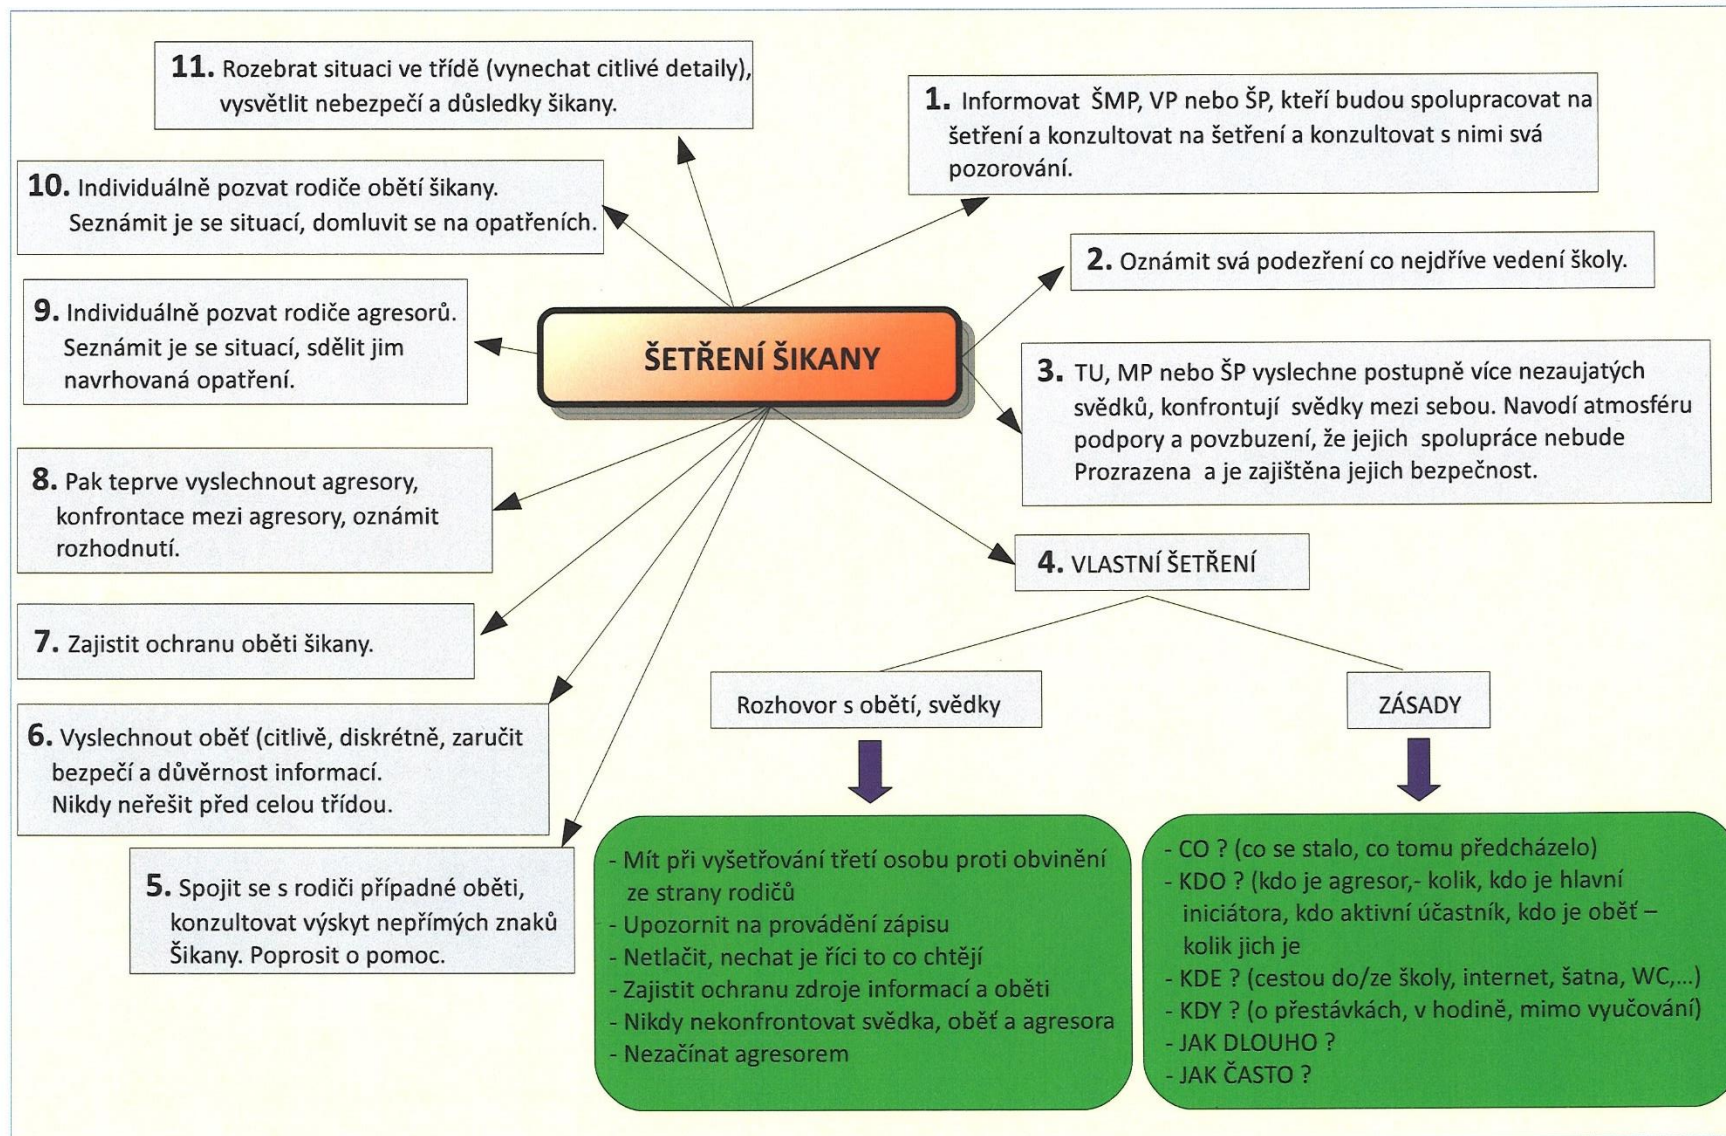 ŠETŘENÍ ŠIKANY
1. Informovat ŠMP, VP nebo ŠP, kteří budou spolupracovat na
šetření a konzultovat na šetření a konzultovat s nimi svá
pozorování.
2. Oznámit svá podezření co nejdříve vedení školy.
3. TU, MP nebo ŠP vyslechne postupně více nezaujatých
svědků, konfrontují svědky mezi sebou. Navodí atmosféru
podpory a povzbuzení, že jejich spolupráce nebude
Prozrazena a je zajištěna jejich bezpečnost.
4. VLASTNÍ ŠETŘENÍ
Rozhovor s obětí, svědky
- Mít při vyšetřování třetí osobu proti obvinění
ze strany rodičů
- Upozornit na provádění zápisu
- Netlačit, nechat je říci to co chtějí
- Zajistit ochranu zdroje informací a oběti
- Nikdy nekonfrontovat svědka, oběť a agresora
- Nezačínat agresorem
ZÁSADY
- CO ? (co se stalo, co tomu předcházelo)
- KDO ? (kdo je agresor,- kolik, kdo je hlavní
iniciátora, kdo aktivní účastník, kdo je oběť –
kolik jich je
- KDE ? (cestou do/ze školy, internet, šatna, WC,...)
- KDY ? (o přestávkách, v hodině, mimo vyučování)
- JAK DLOUHO ?
- JAK ČASTO ?
5. Spojit se s rodiči případné oběti,
konzultovat výskyt nepřímých znaků
Šikany. Poprosit o pomoc.
6. Vyslechnout oběť (citlivě, diskrétně, zaručit
bezpečí a důvěrnost informací.
Nikdy neřešit před celou třídou.
7. Zajistit ochranu oběti šikany.
8. Pak teprve vyslechnout agresory,
konfrontace mezi agresory, oznámit
rozhodnutí.
9. Individuálně pozvat rodiče agresorů.
Seznámit je se situací, sdělit jim
navrhovaná opatření.
10. Individuálně pozvat rodiče obětí šikany.
Seznámit je se situací, domluvit se na opatřeních.
11. Rozebrat situaci ve třídě (vynechat citlivé detaily),
vysvětlit nebezpečí a důsledky šikany.